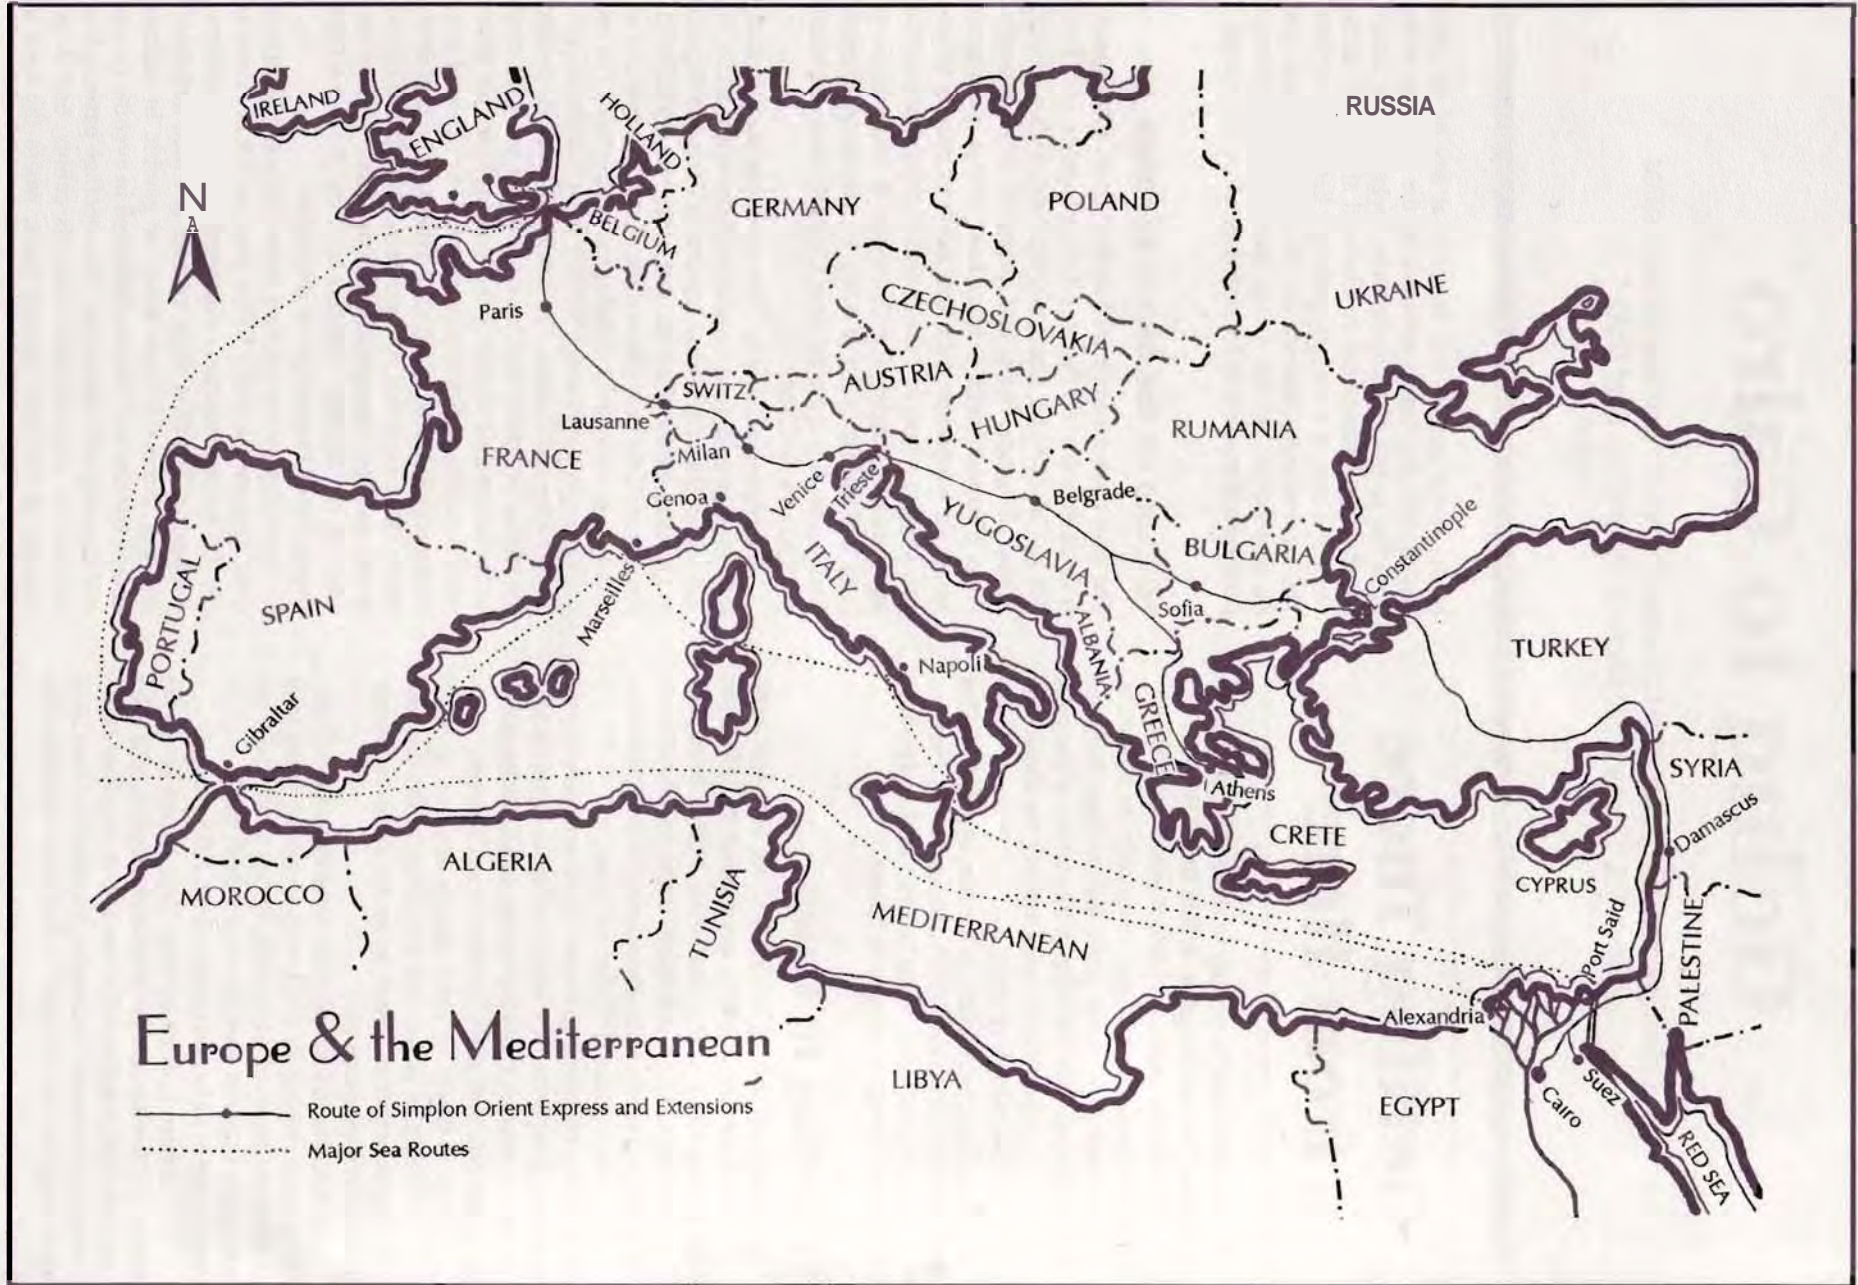 IRELAND
ENGLAND
HOLLAND
RUSSIA
N
A
BELGIUM
GERMANY
POLAND
UKRAINE
CZECHOSLOVAKIA
Paris
SWITZ
AUSTRIA
HUNGARY
RUMANIA
Lausanne
FRANCE
Milan
Genoa
Venice
Trieste
Belgrade
YUGOSLAVIA
BULGARIA
Constantinople
ITALY
PORTUGAL
SPAIN
Marseilles
Sofia
ALBANIA
TURKEY
Napoli
GREECE
Gibraltar
SYRIA
Athens
Damascus
CRETE
ALGERIA
MOROCCO
TUNISIA
CYPRUS
MEDITERRANEAN
Port Said
PALESTINE
Alexandria
Europe & the Mediterranean
LIBYA
EGYPT
Cairo
Suez
RED SEA
Route of Simplon Orient Express and Extensions
Major Sea Routes